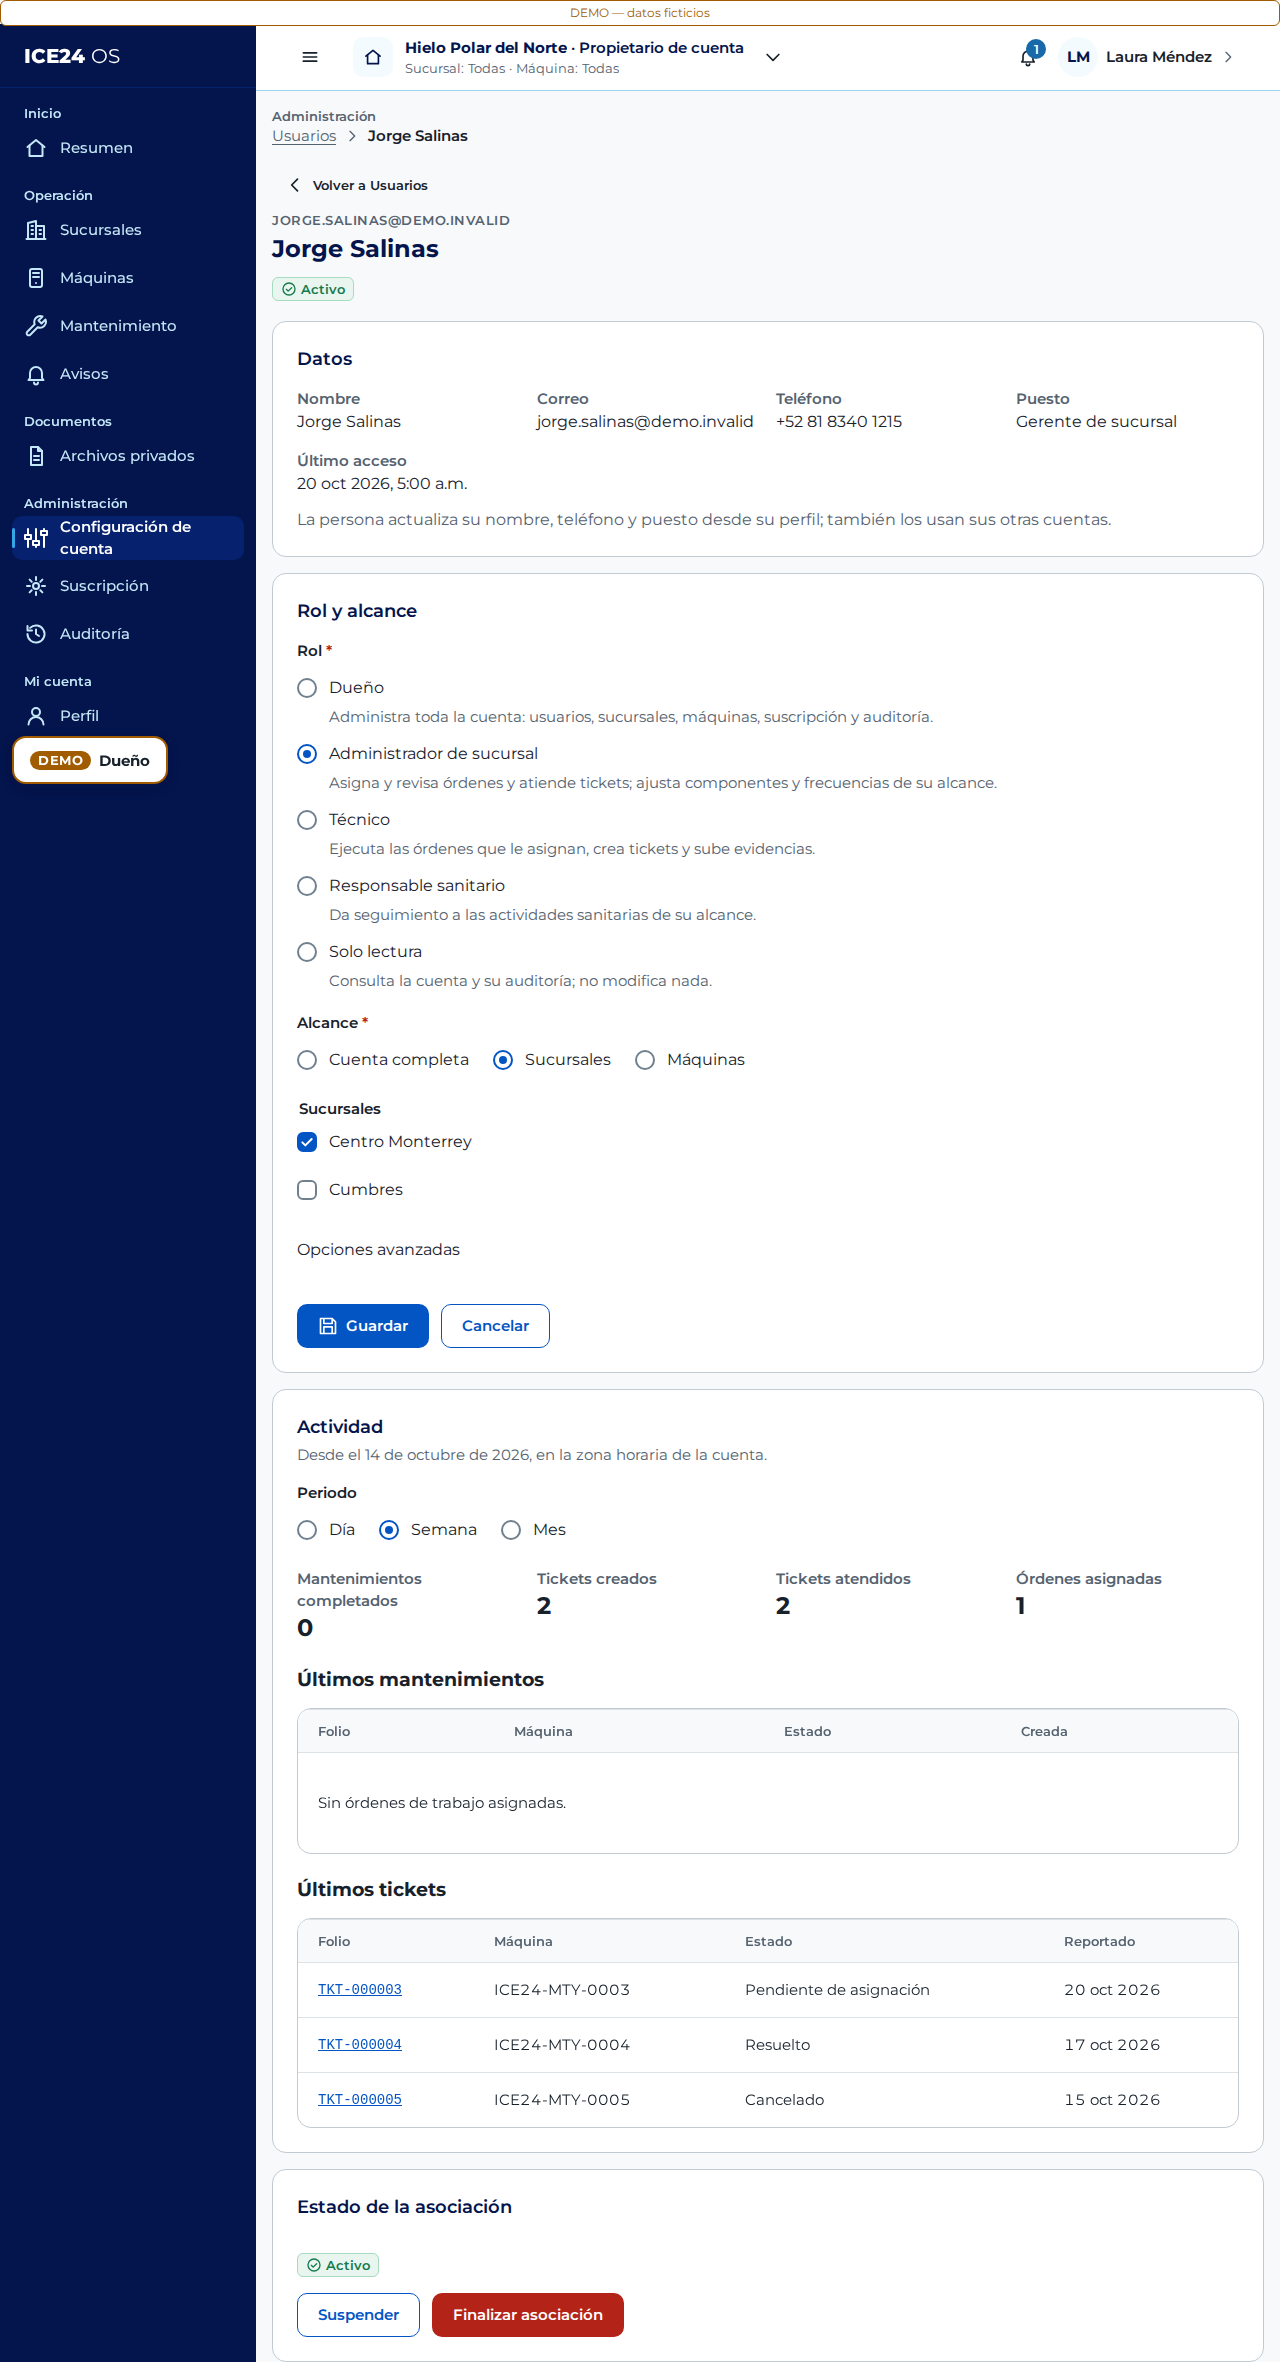 DEMO — datos ficticios
ICE24 OS
Hielo Polar del Norte · Propietario de cuenta
Sucursal: Todas · Máquina: Todas
1
LM
Laura Méndez
Inicio
Resumen
Operación
Sucursales
Máquinas
Mantenimiento
Avisos
Documentos
Archivos privados
Administración
Configuración de
cuenta
Suscripción
Auditoría
Mi cuenta
Perfil
DEMO Dueño
Administración
Usuarios > Jorge Salinas
Volver a Usuarios
JORGE.SALINAS@DEMO.INVALID
Jorge Salinas
Activo
Datos
Nombre Correo Teléfono Puesto
Jorge Salinas jorge.salinas@demo.invalid +52 81 8340 1215 Gerente de sucursal
Último acceso
20 oct 2026, 5:00 a.m.
La persona actualiza su nombre, teléfono y puesto desde su perfil; también los usan sus otras cuentas.
Rol y alcance
Rol *
Dueño
Administra toda la cuenta: usuarios, sucursales, máquinas, suscripción y auditoría.
Administrador de sucursal
Asigna y revisa órdenes y atiende tickets; ajusta componentes y frecuencias de su alcance.
Técnico
Ejecuta las órdenes que le asignan, crea tickets y sube evidencias.
Responsable sanitario
Da seguimiento a las actividades sanitarias de su alcance.
Solo lectura
Consulta la cuenta y su auditoría; no modifica nada.
Alcance *
Cuenta completa Sucursales Máquinas
Sucursales
Centro Monterrey
Cumbres
Opciones avanzadas
Guardar Cancelar
Actividad
Desde el 14 de octubre de 2026, en la zona horaria de la cuenta.
Periodo
Día Semana Mes
Mantenimientos
completados
0
Tickets creados
2
Tickets atendidos
2
Órdenes asignadas
1
Últimos mantenimientos
Folio Máquina Estado Creada
Sin órdenes de trabajo asignadas.
Últimos tickets
Folio Máquina Estado Reportado
TKT-000003 ICE24-MTY-0003 Pendiente de asignación 20 oct 2026
TKT-000004 ICE24-MTY-0004 Resuelto 17 oct 2026
TKT-000005 ICE24-MTY-0005 Cancelado 15 oct 2026
Estado de la asociación
Activo
Suspender Finalizar asociación